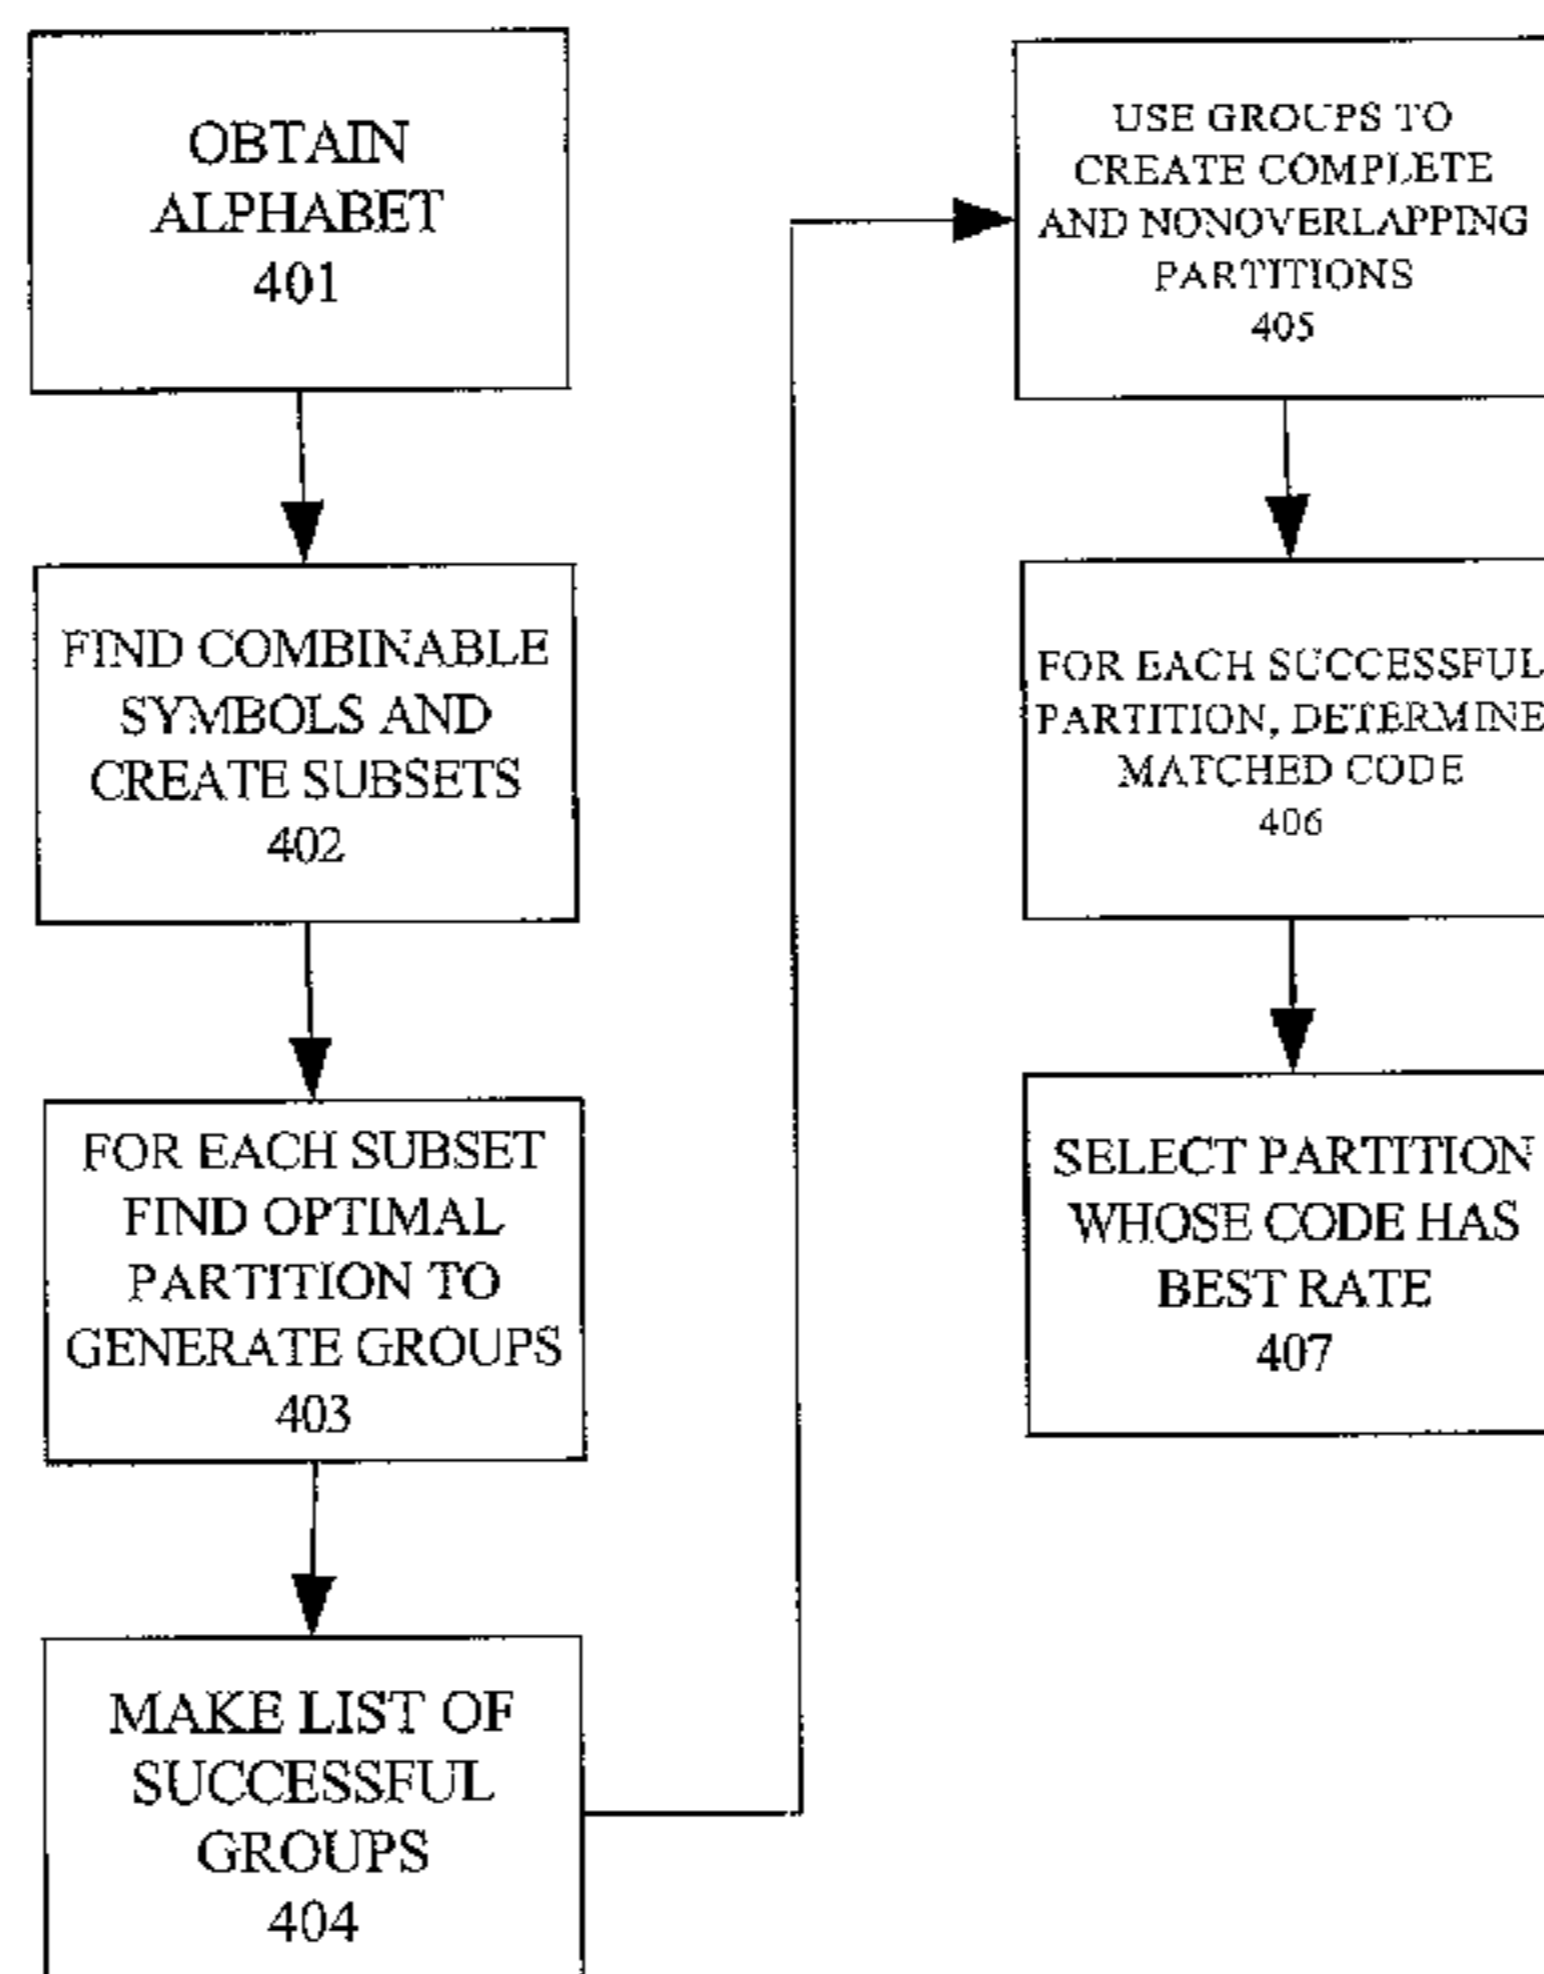 OBTAIN
ALPHABET
401
FIND COMBINABLE
SYMBOLS AND
CREATE SUBSETS
402
FOR EACH SUBSET
FIND OPTIMAL
PARTITION TO
GENERATE GROUPS
403
MAKE LIST OF
SUCCESSFUL
GROUPS
404
USE GROUPS TO
CREATE COMPLETE
AND NONOVERLAPPING
PARTITIONS
405
FOR EACH SUCCESSFUL
PARTITION, DETERMINE
MATCHED CODE
406
SELECT PARTITION
WHOSE CODE HAS
BEST RATE
407